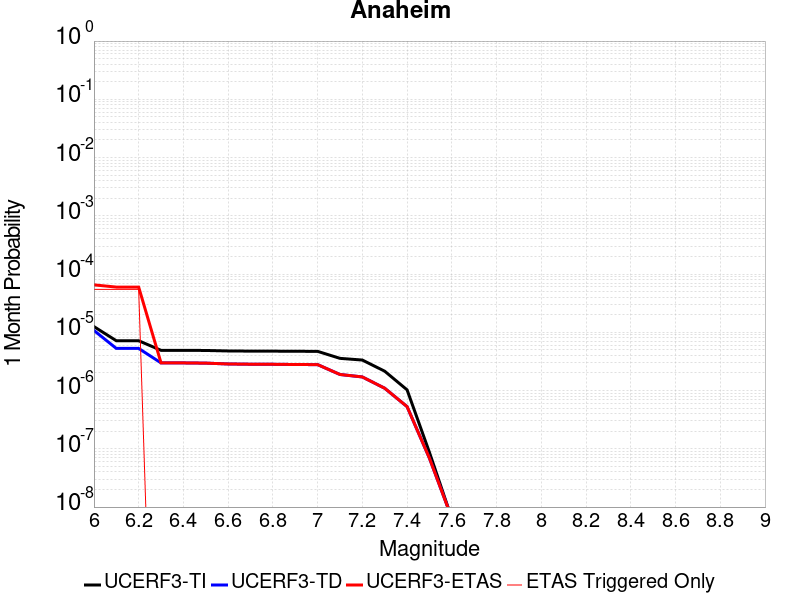 Anaheim
10^0
10^-1
10^-2
10^-3
10^-4
10^-5
10^-6
10^-7
10^-8
1 Month Probability
6 6.2 6.4 6.6 6.8 7 7.2 7.4 7.6 7.8 8 8.2 8.4 8.6 8.8 9
Magnitude
UCERF3-TI UCERF3-TD UCERF3-ETAS ETAS Triggered Only